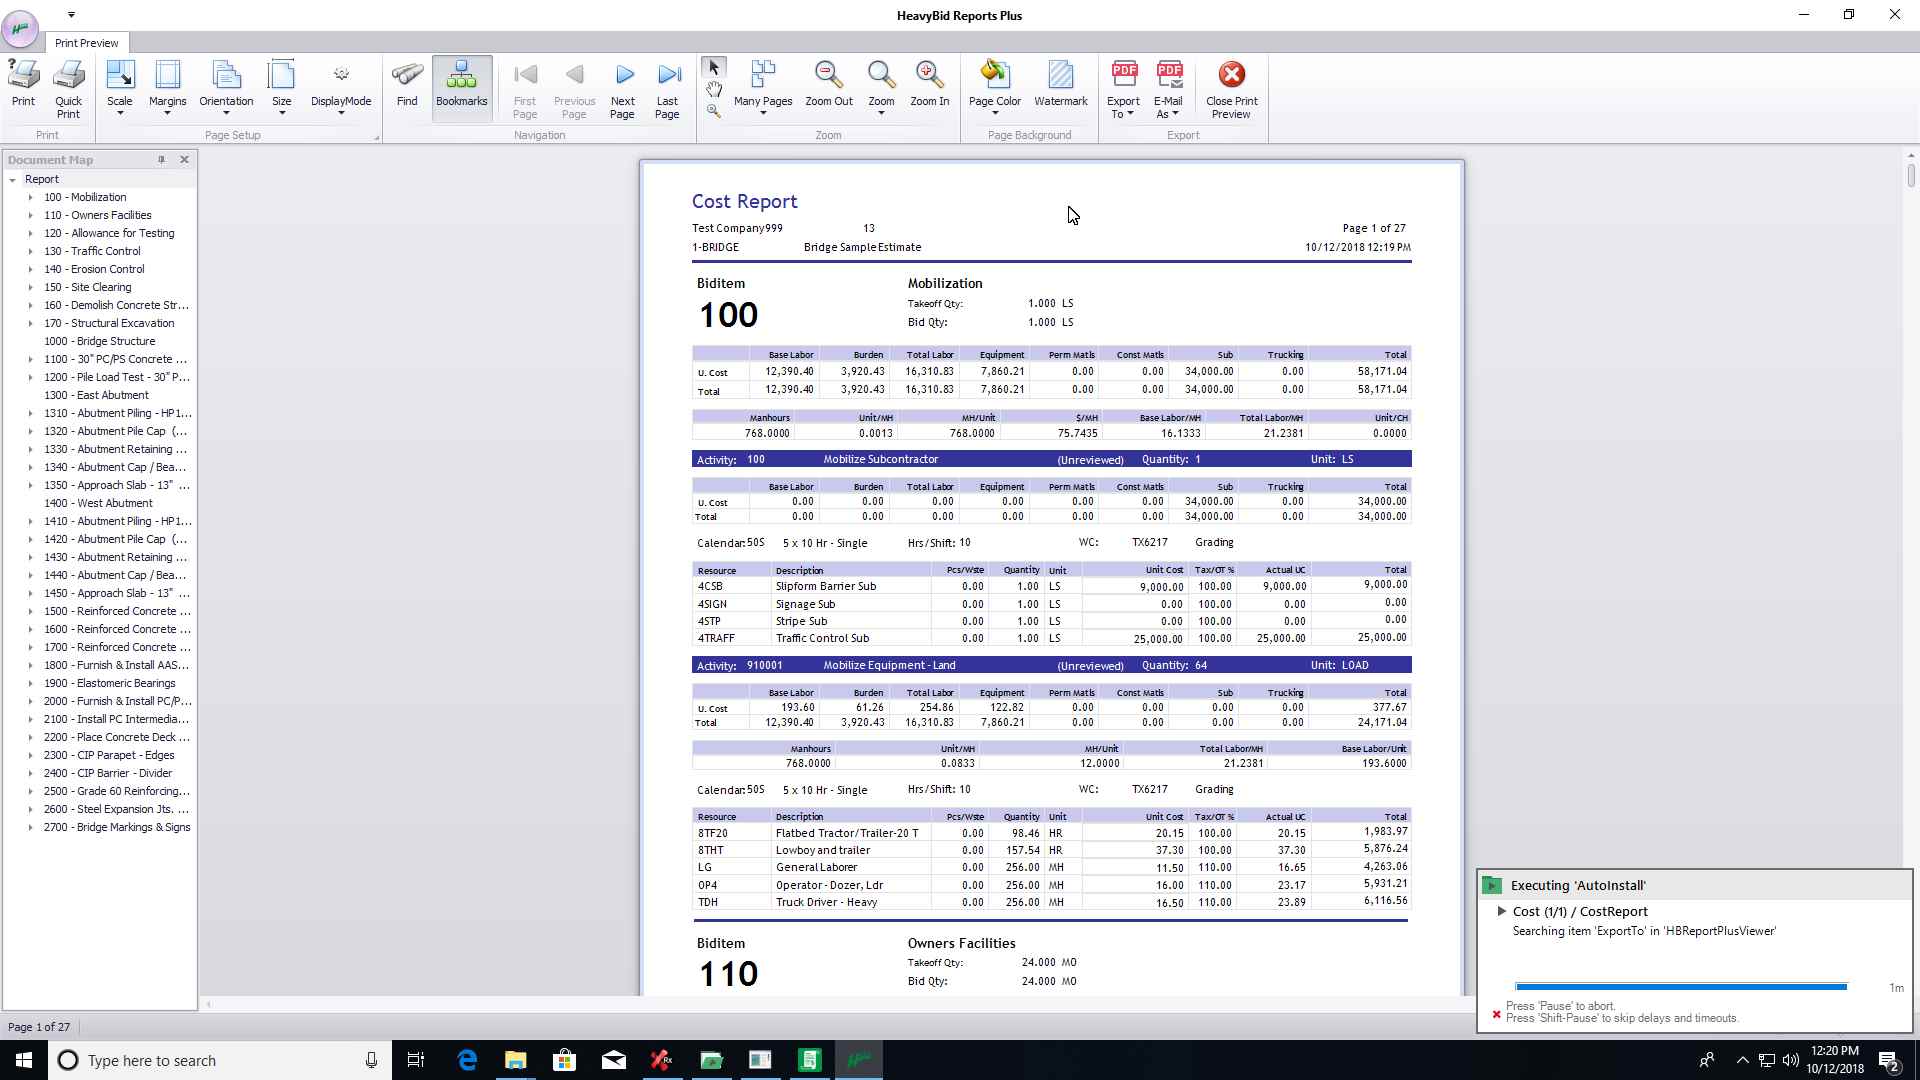 HeavyBid Reports Plus
Print Preview
Print
Quick Print
Scale
Margins
Orientation
Size
DisplayMode
Find
Bookmarks
First Page
Previous Page
Next Page
Last Page
Many Pages
Zoom Out
Zoom
Zoom In
Page Color
Watermark
PDF
Export To
PDF
E-Mail As
Close Print Preview
Print
Page Setup
Navigation
Zoom
Page Background
Export
Document Map
Report
100 - Mobilization
110 - Owners Facilities
120 - Allowance for Testing
130 - Traffic Control
140 - Erosion Control
150 - Site Clearing
160 - Demolish Concrete Str...
170 - Structural Excavation
1000 - Bridge Structure
1100 - 30" PC/PS Concrete ...
1200 - Pile Load Test - 30" P...
1300 - East Abutment
1310 - Abutment Piling - HP1...
1320 - Abutment Pile Cap (...
1330 - Abutment Retaining ...
1340 - Abutment Cap / Bea...
1350 - Approach Slab - 13" ...
1400 - West Abutment
1410 - Abutment Piling - HP1...
1420 - Abutment Pile Cap (...
1430 - Abutment Retaining ...
1440 - Abutment Cap / Bea...
1450 - Approach Slab - 13" ...
1500 - Reinforced Concrete ...
1600 - Reinforced Concrete ...
1700 - Reinforced Concrete ...
1800 - Furnish & Install AAS...
1900 - Elastomeric Bearings
2000 - Furnish & Install PC/P...
2100 - Install PC Intermedia...
2200 - Place Concrete Deck ...
2300 - CIP Parapet - Edges
2400 - CIP Barrier - Divider
2500 - Grade 60 Reinforcing...
2600 - Steel Expansion Jts. ...
2700 - Bridge Markings & Signs
Cost Report
Test Company999 13 Page 1 of 27
1-BRIDGE Bridge Sample Estimate 10/12/2018 12:19 PM
Biditem Mobilization
100 Takeoff Qty: 1.000 LS
Bid Qty: 1.000 LS
Base Labor Burden Total Labor Equipment Perm Matls Const Matls Sub Trucking Total
U. Cost 12,390.40 3,920.43 16,310.83 7,860.21 0.00 0.00 34,000.00 0.00 58,171.04
Total 12,390.40 3,920.43 16,310.83 7,860.21 0.00 0.00 34,000.00 0.00 58,171.04
Manhours Unit/MH MH/Unit $/MH Base Labor/MH Total Labor/MH Unit/CH
768.0000 0.0013 768.0000 75.7435 16.1333 21.2381 0.0000
Activity: 100 Mobilize Subcontractor (Unreviewed) Quantity: 1 Unit: LS
Base Labor Burden Total Labor Equipment Perm Matls Const Matls Sub Trucking Total
U. Cost 0.00 0.00 0.00 0.00 0.00 0.00 34,000.00 0.00 34,000.00
Total 0.00 0.00 0.00 0.00 0.00 0.00 34,000.00 0.00 34,000.00
Calendar: 50S 5 x 10 Hr - Single Hrs/Shift: 10 WC: TX6217 Grading
Resource Description Pcs/Wste Quantity Unit Unit Cost Tax/OT % Actual UC Total
4CSB Slipform Barrier Sub 0.00 1.00 LS 9,000.00 100.00 9,000.00 9,000.00
4SIGN Signage Sub 0.00 1.00 LS 0.00 100.00 0.00 0.00
4STP Stripe Sub 0.00 1.00 LS 0.00 100.00 0.00 0.00
4TRAFF Traffic Control Sub 0.00 1.00 LS 25,000.00 100.00 25,000.00 25,000.00
Activity: 910001 Mobilize Equipment - Land (Unreviewed) Quantity: 64 Unit: LOAD
Base Labor Burden Total Labor Equipment Perm Matls Const Matls Sub Trucking Total
U. Cost 193.60 61.26 254.86 122.82 0.00 0.00 0.00 0.00 377.67
Total 12,390.40 3,920.43 16,310.83 7,860.21 0.00 0.00 0.00 0.00 24,171.04
Manhours Unit/MH MH/Unit Total Labor/MH Base Labor/Unit
768.0000 0.0833 12.0000 21.2381 193.6000
Calendar: 50S 5 x 10 Hr - Single Hrs/Shift: 10 WC: TX6217 Grading
Resource Description Pcs/Wste Quantity Unit Unit Cost Tax/OT % Actual UC Total
8TF20 Flatbed Tractor/Trailer-20 T 0.00 98.46 HR 20.15 100.00 20.15 1,983.97
8THT Lowboy and trailer 0.00 157.54 HR 37.30 100.00 37.30 5,876.24
LG General Laborer 0.00 256.00 MH 11.50 110.00 16.65 4,263.06
OP4 Operator - Dozer, Ldr 0.00 256.00 MH 16.00 110.00 23.17 5,931.21
TDH Truck Driver - Heavy 0.00 256.00 MH 16.50 110.00 23.89 6,116.56
Biditem Owners Facilities
110 Takeoff Qty: 24.000 MO
Bid Qty: 24.000 MO
Executing 'AutoInstall'
Cost (1/1) / CostReport
Searching item 'ExportTo' in 'HBReportPlusViewer'
1m
Press 'Pause' to abort.
Press 'Shift-Pause' to skip delays and timeouts.
Page 1 of 27
Type here to search
12:20 PM
10/12/2018
2